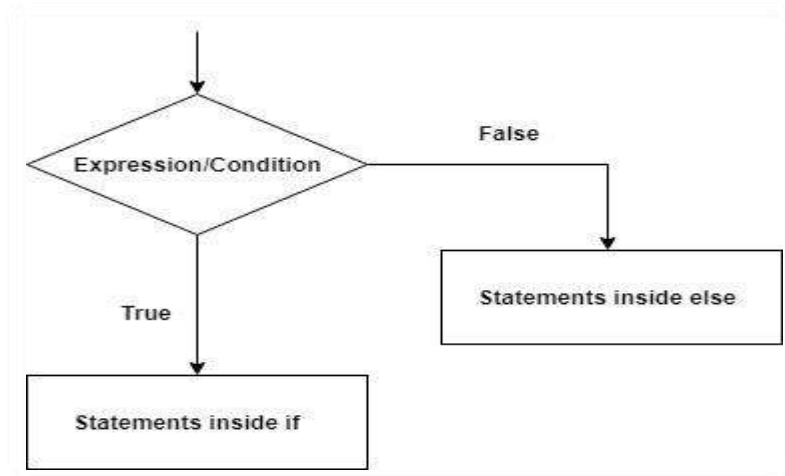 False
Expression/Condition
True
Statements inside else
Statements inside if